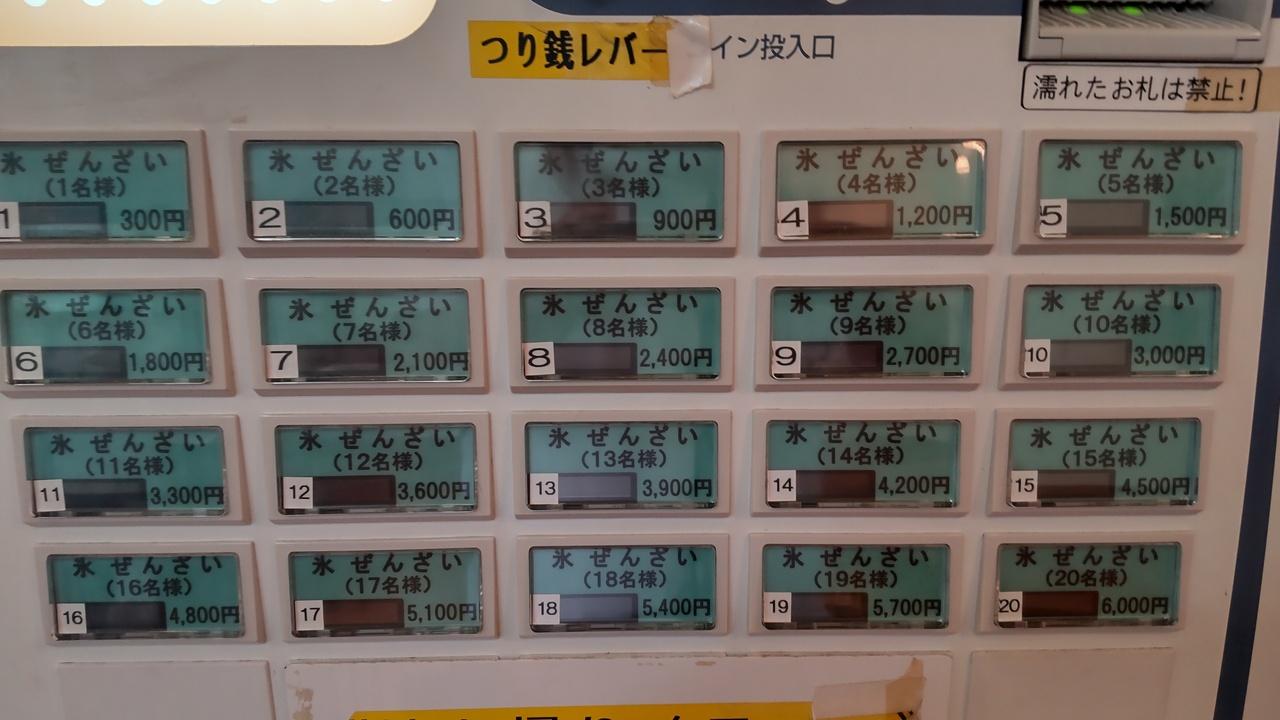 つり銭レバー
イン投入口
濡れたお札は禁止!
氷 ぜんざい
(1名様)
1 300円
氷 ぜんざい
(2名様)
2 600円
氷 ぜんざい
(3名様)
3 900円
氷 ぜんざい
(4名様)
4 1,200円
氷 ぜんざい
(5名様)
5 1,500円
氷 ぜんざい
(6名様)
6 1,800円
氷 ぜんざい
(7名様)
7 2,100円
氷 ぜんざい
(8名様)
8 2,400円
氷 ぜんざい
(9名様)
9 2,700円
氷 ぜんざい
(10名様)
10 3,000円
氷 ぜんざい
(11名様)
11 3,300円
氷 ぜんざい
(12名様)
12 3,600円
氷 ぜんざい
(13名様)
13 3,900円
氷 ぜんざい
(14名様)
14 4,200円
氷 ぜんざい
(15名様)
15 4,500円
氷 ぜんざい
(16名様)
16 4,800円
氷 ぜんざい
(17名様)
17 5,100円
氷 ぜんざい
(18名様)
18 5,400円
氷 ぜんざい
(19名様)
19 5,700円
氷 ぜんざい
(20名様)
20 6,000円